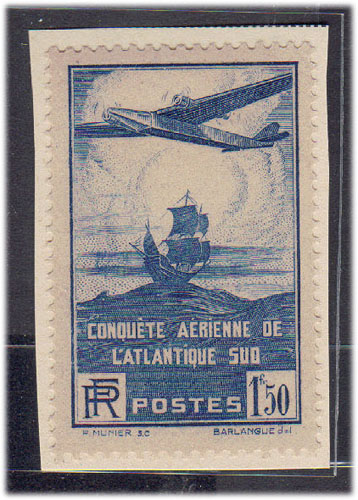 CONQUÊTE AÉRIENNE DE
L'ATLANTIQUE SUD
RF POSTES 1f50
P. MUNIER SC BARLANGUE del